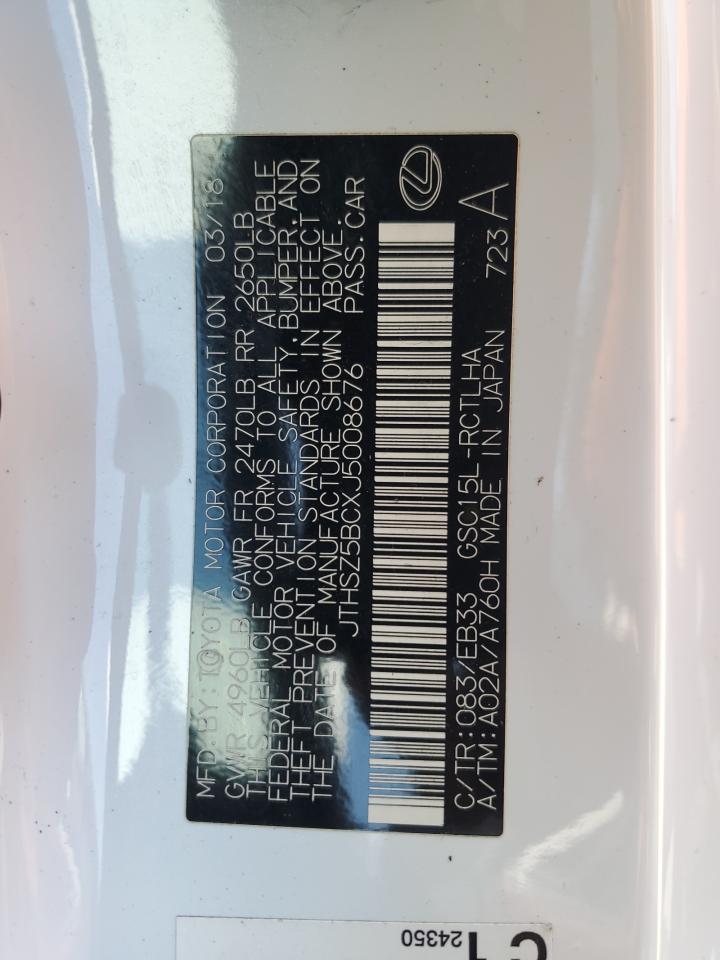 MFD.BY:TOYOTA MOTOR CORPORATION 03/18
GVWR 4960LB GAWR FR 2470LB RR 2650LB
THIS VEHICLE CONFORMS TO ALL APPLICABLE
FEDERAL MOTOR VEHICLE SAFETY, BUMPER, AND
THEFT PREVENTION STANDARDS IN EFFECT ON
THE DATE OF MANUFACTURE SHOWN ABOVE.
JTHSZ5BCXJ5008676 PASS.CAR
C/TR:083/EB33 GSC15L-RCTLHA
A/TM:A02A/A760H MADE IN JAPAN 723 A
24350